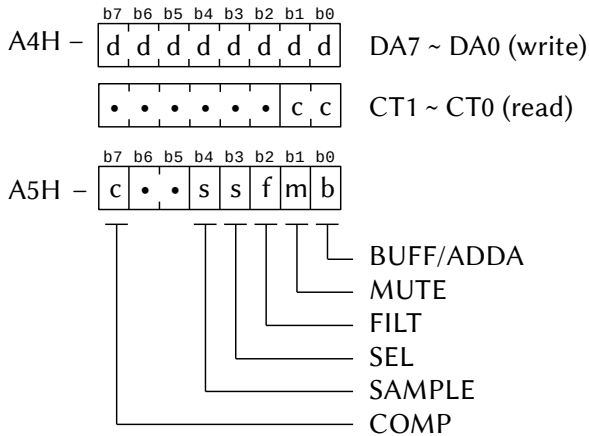 b7 b6 b5 b4 b3 b2 b1 b0
A4H – d d d d d d d d DA7 ~ DA0 (write)
• • • • • • c c CT1 ~ CT0 (read)
b7 b6 b5 b4 b3 b2 b1 b0
A5H – c • • s s f m b
BUFF/ADDA
MUTE
FILT
SEL
SAMPLE
COMP